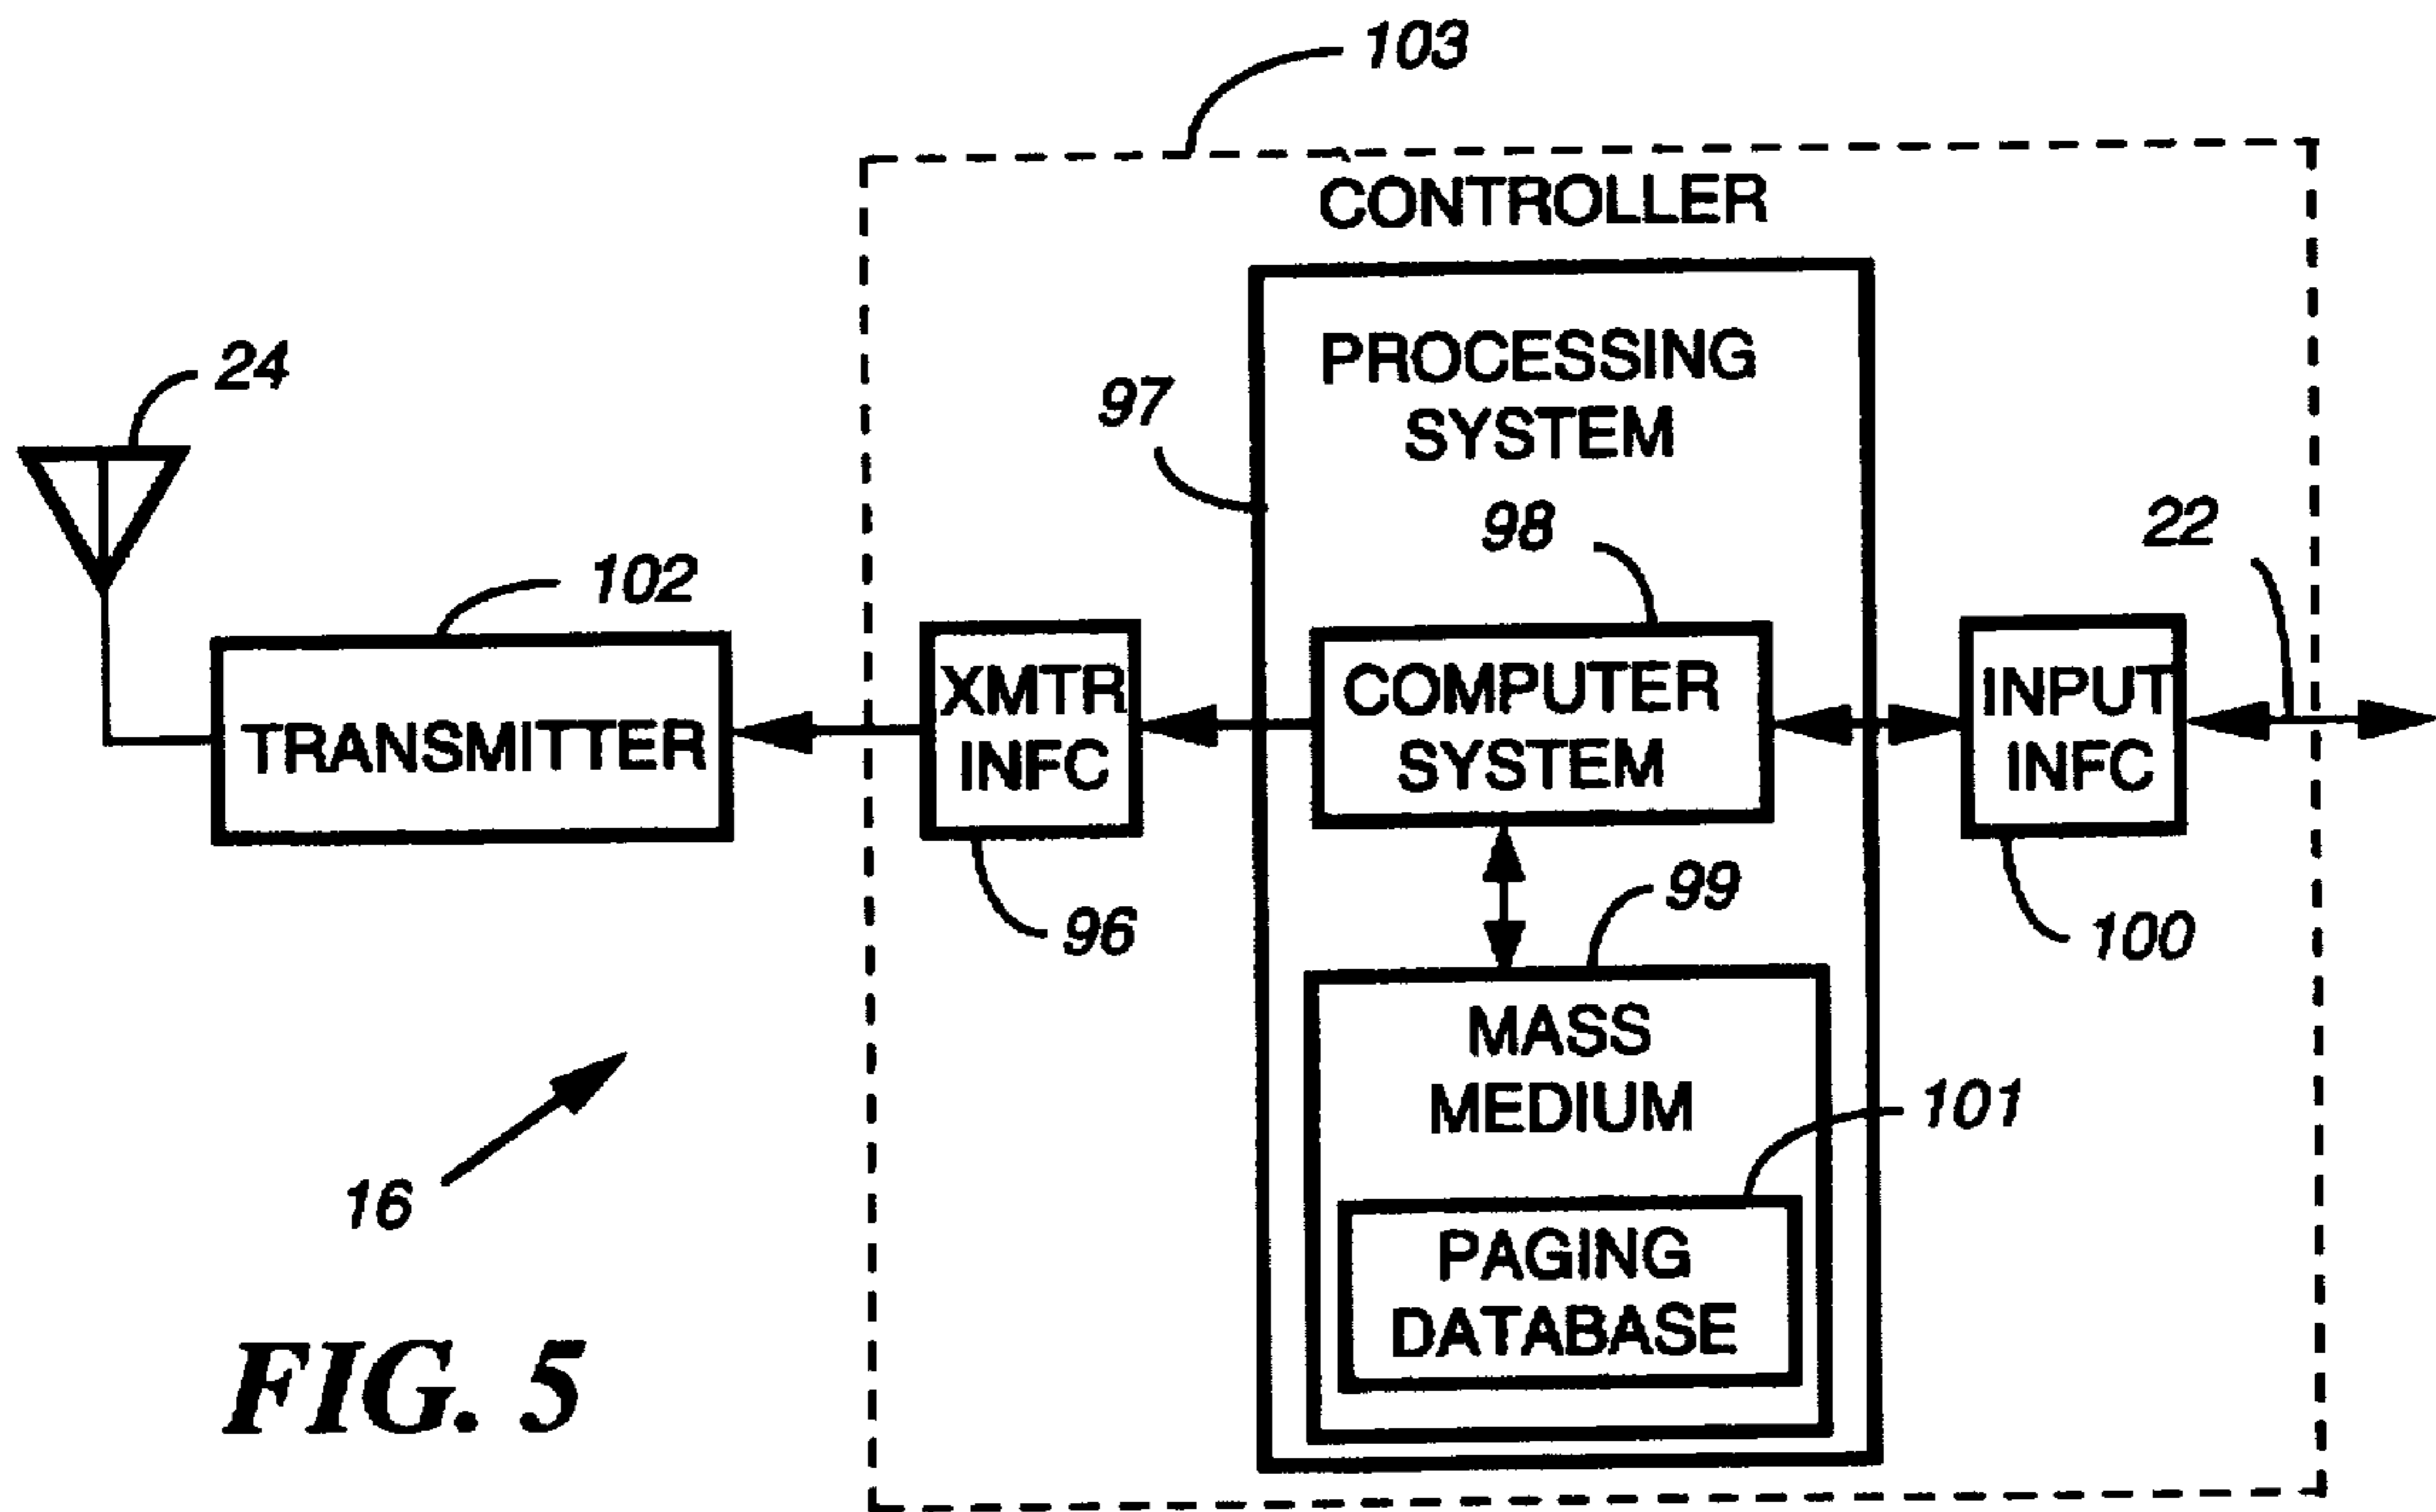 103
CONTROLLER
PROCESSING
SYSTEM
24
97
98
22
102
TRANSMITTER
XMTR
INFC
COMPUTER
SYSTEM
INPUT
INFC
96
99
100
MASS
MEDIUM
101
16
PAGING
DATABASE
FIG. 5